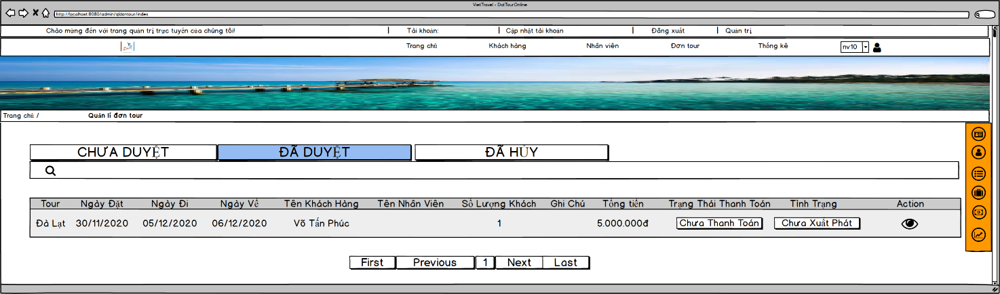 VietTravel - DatTourOnline
http://localhost:8080/admin/qldontour/index
Chào mừng đến với trang quản trị trực tuyến của chúng tôi! | Tài khoản: | Cập nhật tài khoản | Đăng xuất | Quản trị
Trang chủ Khách hàng Nhân viên Đơn tour Thống kê nv10
Trang chủ / Quản lí đơn tour
CHƯA DUYỆT ĐÃ DUYỆT ĐÃ HỦY
Tour Ngày Đặt Ngày Đi Ngày Về Tên Khách Hàng Tên Nhân Viên Số Lượng Khách Ghi Chú Tổng tiền Trạng Thái Thanh Toán Tình Trạng Action
Đà Lạt 30/11/2020 05/12/2020 06/12/2020 Võ Tấn Phúc 1 5.000.000đ Chưa Thanh Toán Chưa Xuất Phát
First Previous 1 Next Last